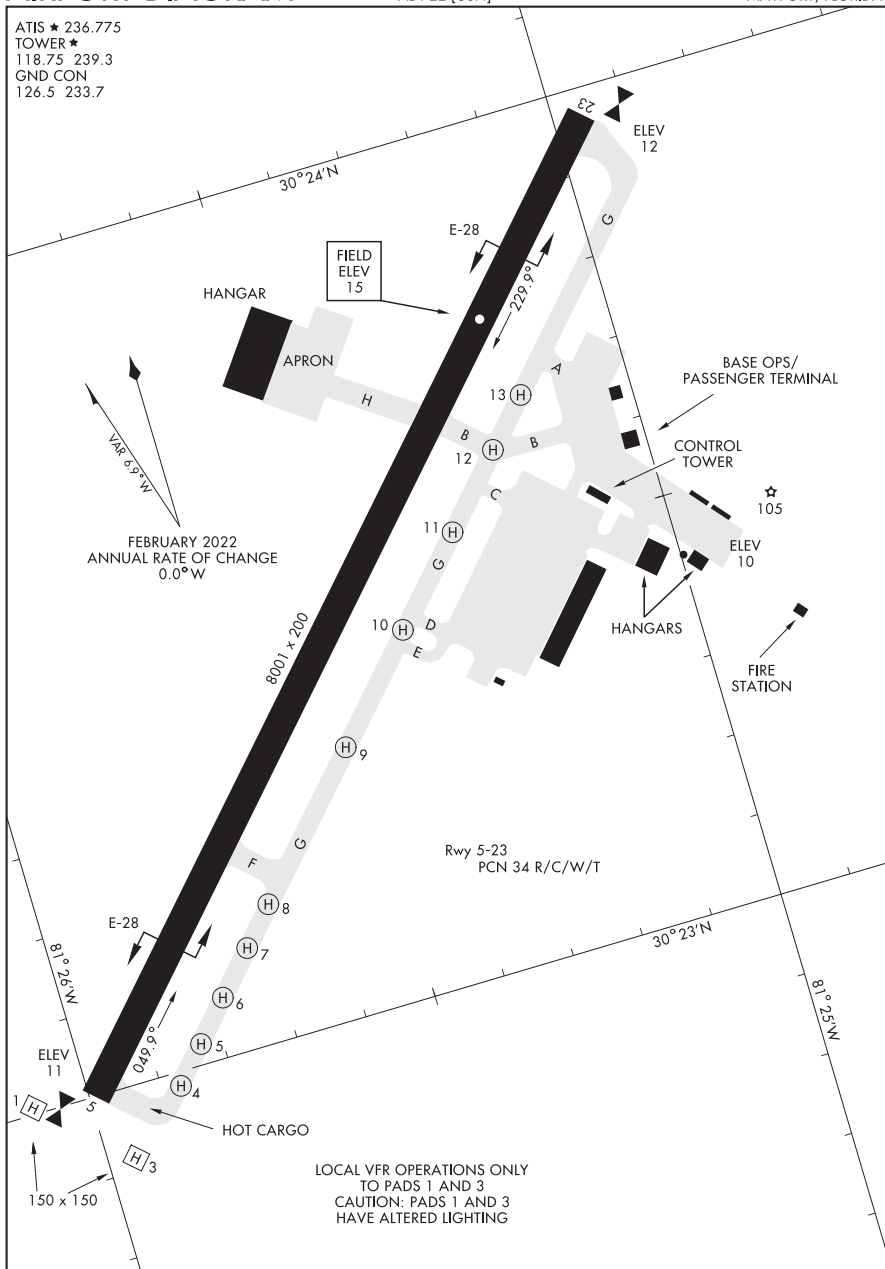 ATIS ★ 236.775
TOWER ★
118.75 239.3
GND CON
126.5 233.7
23
ELEV
12
30°24'N
G
E-28
FIELD
ELEV
15
229.9°
HANGAR
APRON
A
BASE OPS/
PASSENGER TERMINAL
H
13 H
B
B
12 H
CONTROL
TOWER
VAR 6.9° W
C
105
11 H
ELEV
10
FEBRUARY 2022
ANNUAL RATE OF CHANGE
0.0° W
G
HANGARS
10 H
D
E
8001 x 200
FIRE
STATION
H 9
G
Rwy 5-23
PCN 34 R/C/W/T
F
H 8
E-28
30°23'N
H 7
81°26'W
81°25'W
H 6
049.9°
H 5
ELEV
11
H 4
1 H
5
HOT CARGO
H 3
150 x 150
LOCAL VFR OPERATIONS ONLY
TO PADS 1 AND 3
CAUTION: PADS 1 AND 3
HAVE ALTERED LIGHTING